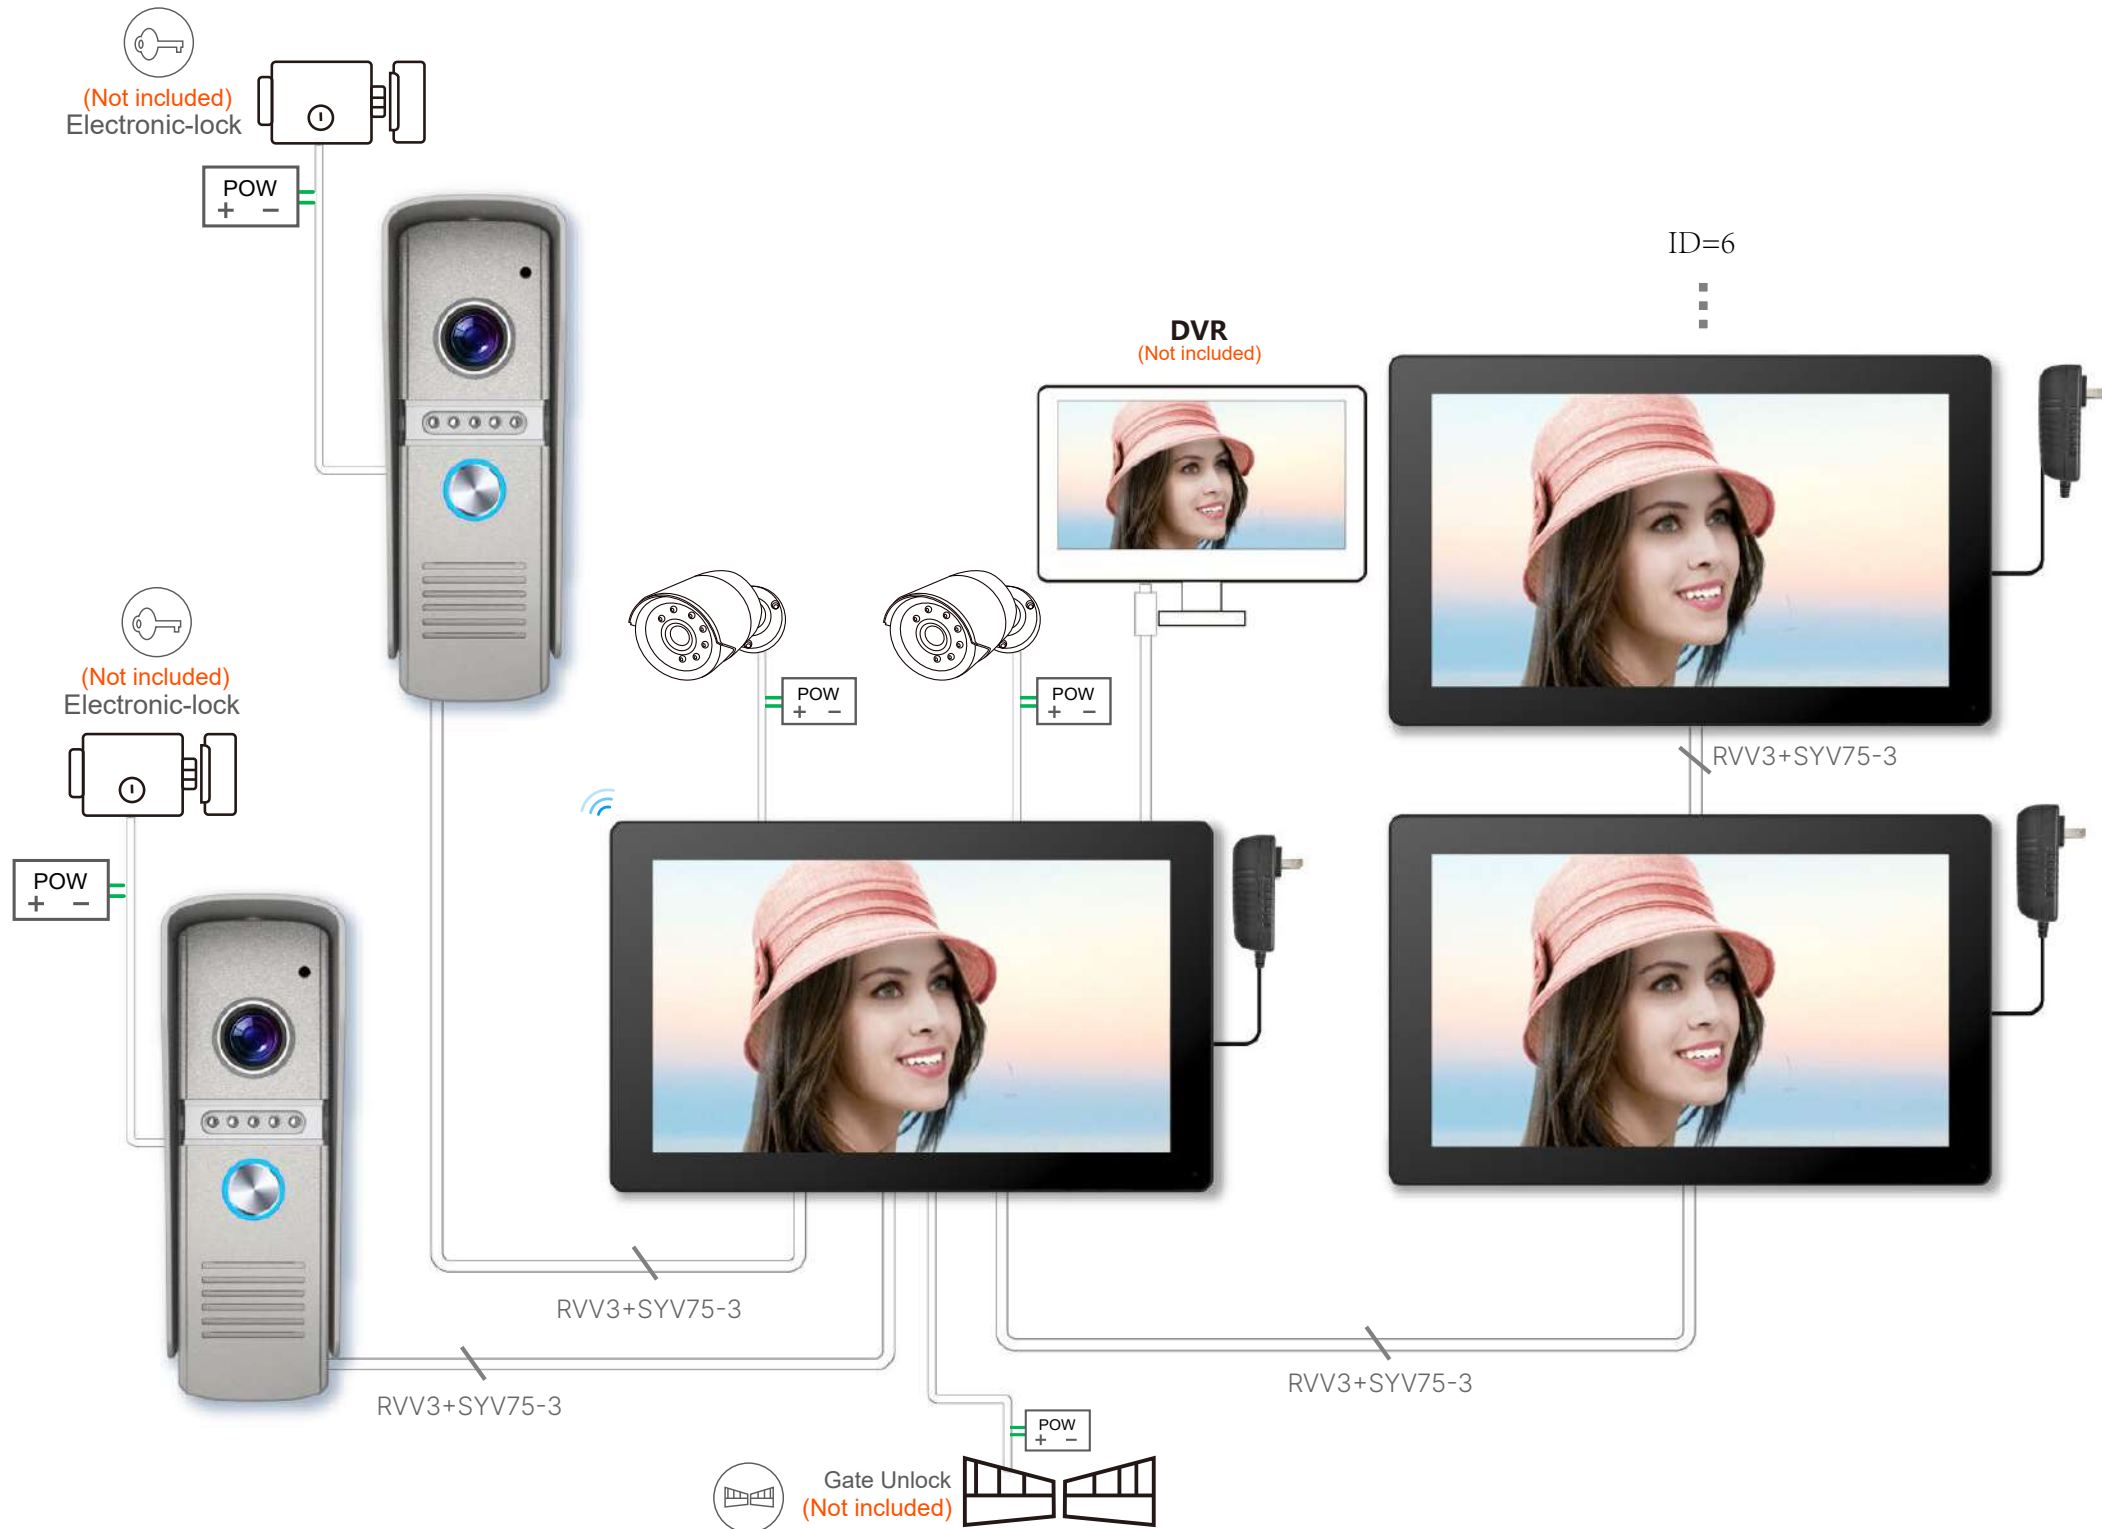 (Not included)
Electronic-lock
POW
+ −
ID=6
DVR
(Not included)
(Not included)
Electronic-lock
POW
+ −
POW
+ −
RVV3+SYV75-3
POW
+ −
RVV3+SYV75-3
RVV3+SYV75-3
RVV3+SYV75-3
POW
+ −
Gate Unlock
(Not included)